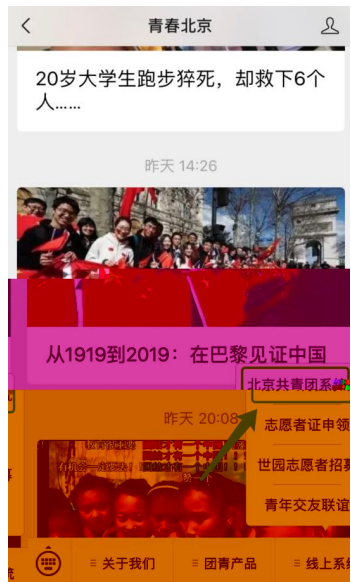 青春北京
20岁大学生跑步猝死，却救下6个
人......
昨天 14:26
从1919到2019：在巴黎见证中国
北京共青团系统
昨天 20:08
志愿者证申领
世园志愿者招募
青年交友联谊
关于我们
团青产品
线上系统